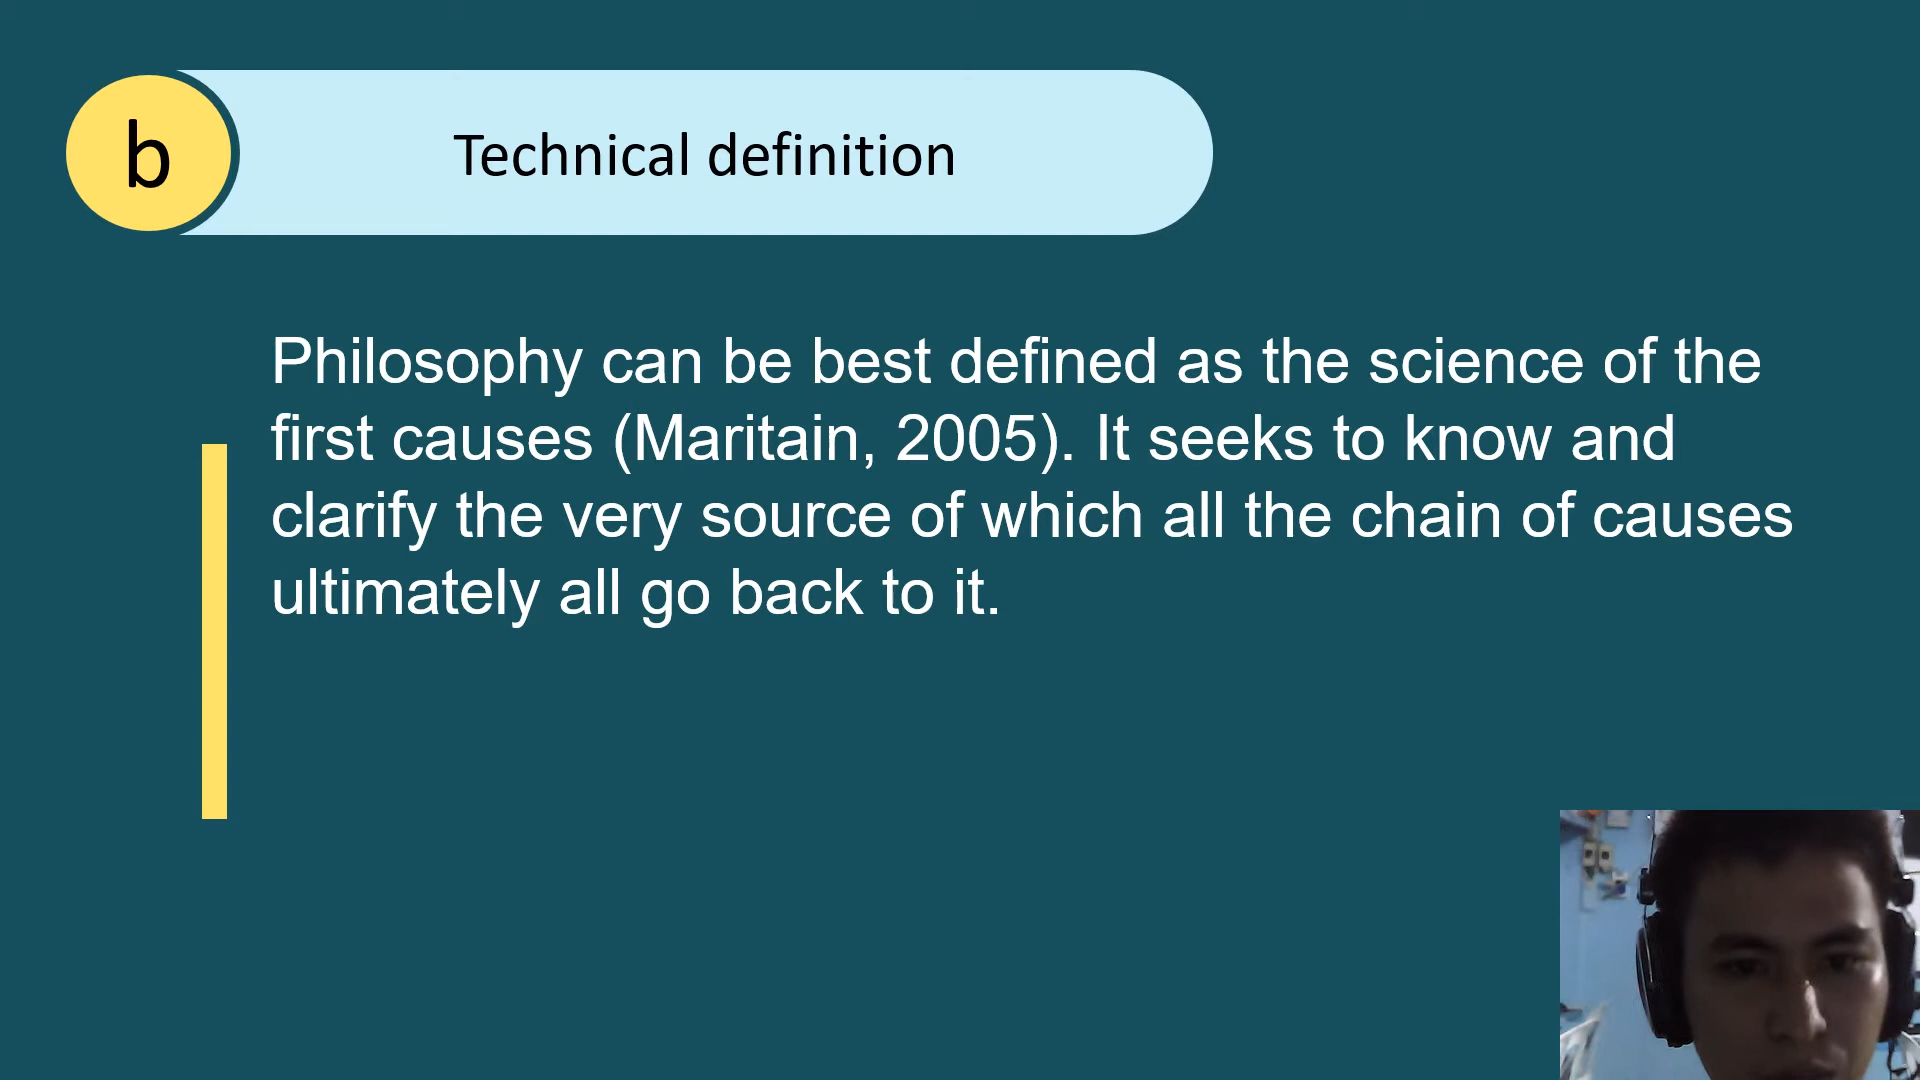 b
Technical definition
Philosophy can be best defined as the science of the
first causes (Maritain, 2005). It seeks to know and
clarify the very source of which all the chain of causes
ultimately all go back to it.